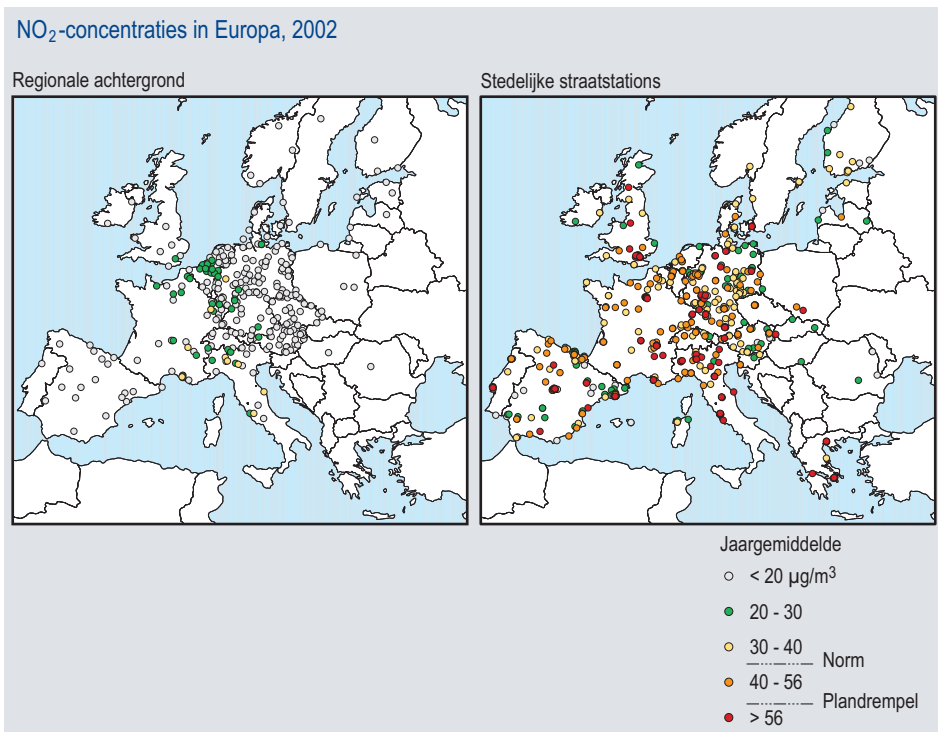 NO2-concentraties in Europa, 2002
Regionale achtergrond
Stedelijke straatstations
Jaargemiddelde
< 20 µg/m3
20 - 30
30 - 40
Norm
40 - 56
Plandrempel
> 56